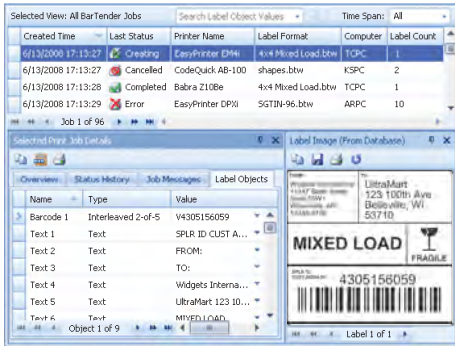 Selected View: All BarTender Jobs Search Label Object Values Time Span: All
Created Time Last Status Printer Name Label Format Computer Label Count
6/13/2008 17:13:27 Creating EasyPrinter EM4i 4x4 Mixed Load.btw TCPC 1
6/13/2008 17:13:27 Cancelled CodeQuick AB-100 shapes.btw KSPC 2
6/13/2008 17:13:28 Completed Babra Z10Be 4x4 Mixed Load.btw TCPC 1
6/13/2008 17:13:29 Error EasyPrinter DPXi SGTIN-96.btw ARPC 10
Job 1 of 96
Selected Print Job Details
Overview Status History Job Messages Label Objects
Name Type Value
Barcode 1 Interleaved 2-of-5 V4305156059
Text 1 Text SPLR ID CUST A...
Text 2 Text FROM:
Text 3 Text TO:
Text 4 Text Widgets Interna...
Text 5 Text UltraMart 123 10...
Text 6 Text MIXED LOAD
Object 1 of 9
Label Image (From Database)
UltraMart
123 100th Ave
Belleville, WI
53710
MIXED LOAD
FRAGILE
4305156059
Label 1 of 1